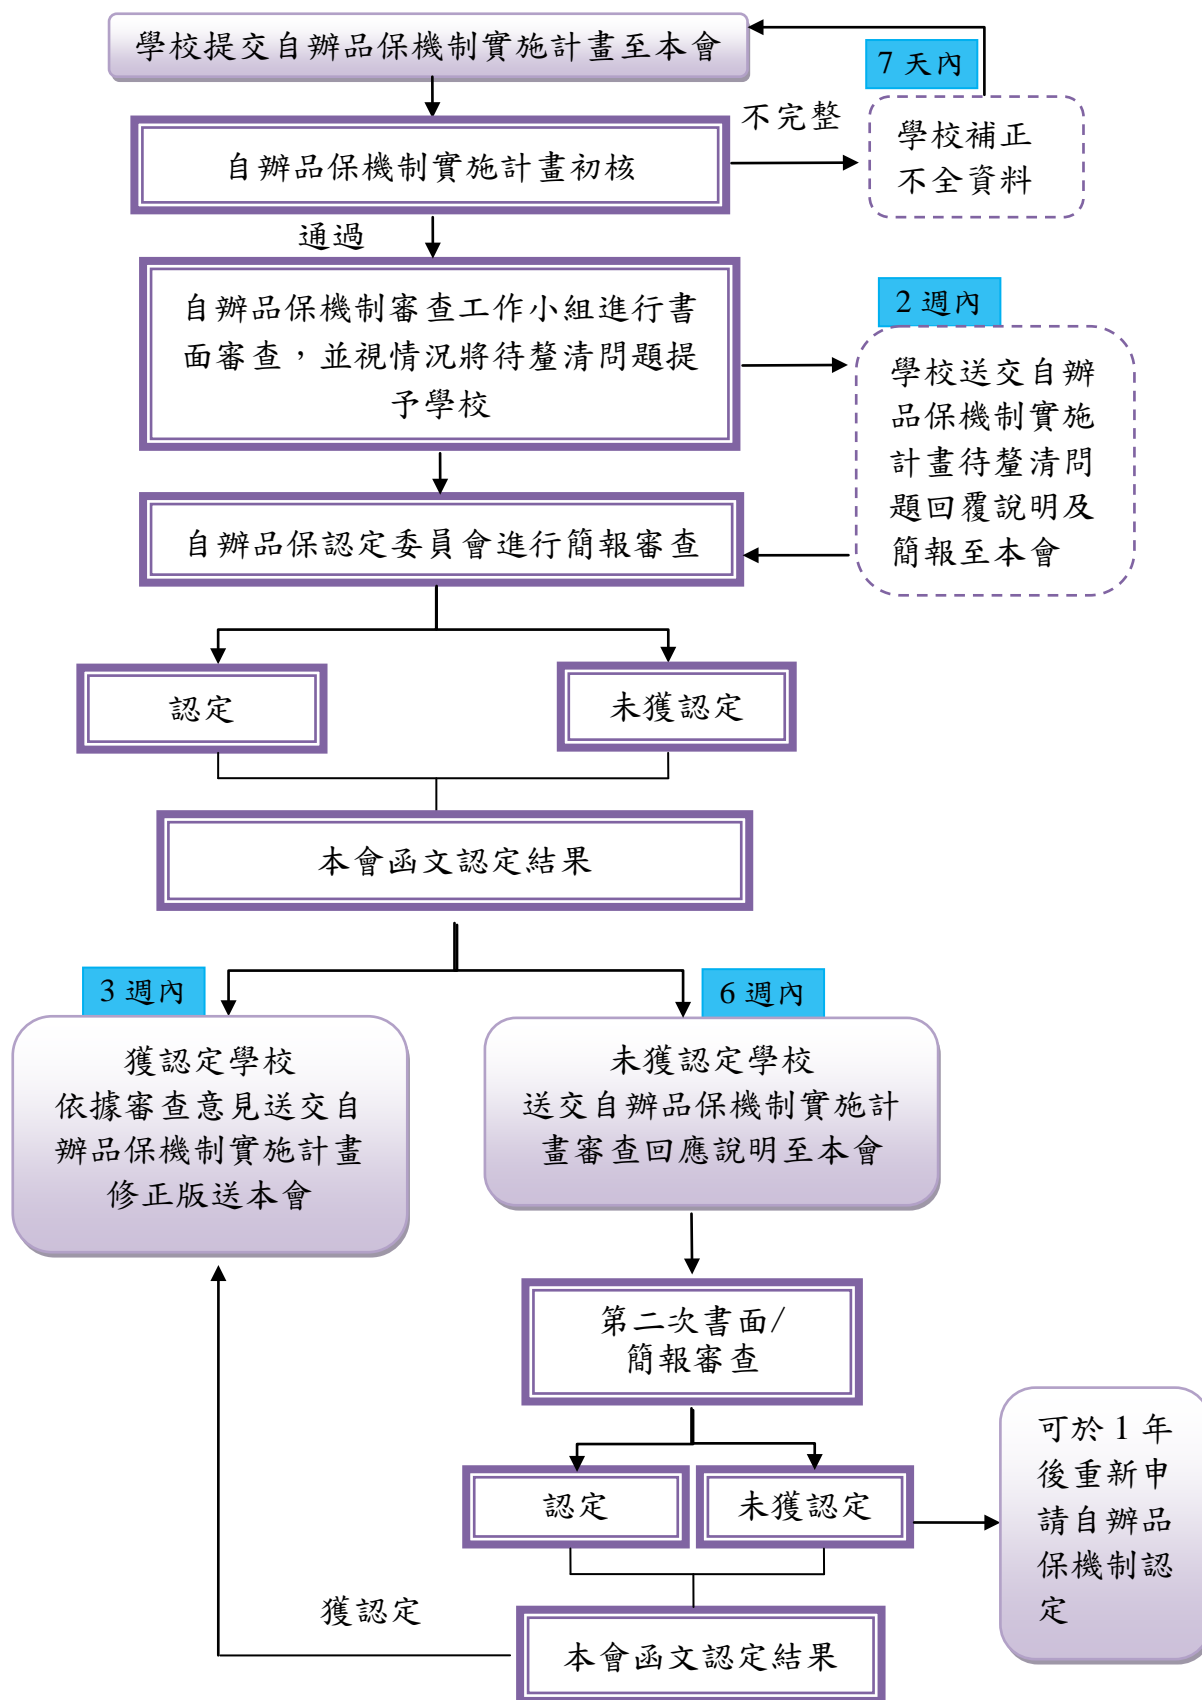 學校提交自辦品保機制實施計畫至本會
7 天內
不完整
學校補正
不全資料
自辦品保機制實施計畫初核
通過
自辦品保機制審查工作小組進行書
面審查，並視情況將待釐清問題提
予學校
2 週內
學校送交自辦
品保機制實施
計畫待釐清問
題回覆說明及
簡報至本會
自辦品保認定委員會進行簡報審查
認定
未獲認定
本會函文認定結果
3 週內
6 週內
獲認定學校
依據審查意見送交自
辦品保機制實施計畫
修正版送本會
未獲認定學校
送交自辦品保機制實施計
畫審查回應說明至本會
第二次書面/
簡報審查
認定
未獲認定
可於 1 年
後重新申
請自辦品
保機制認
定
獲認定
本會函文認定結果